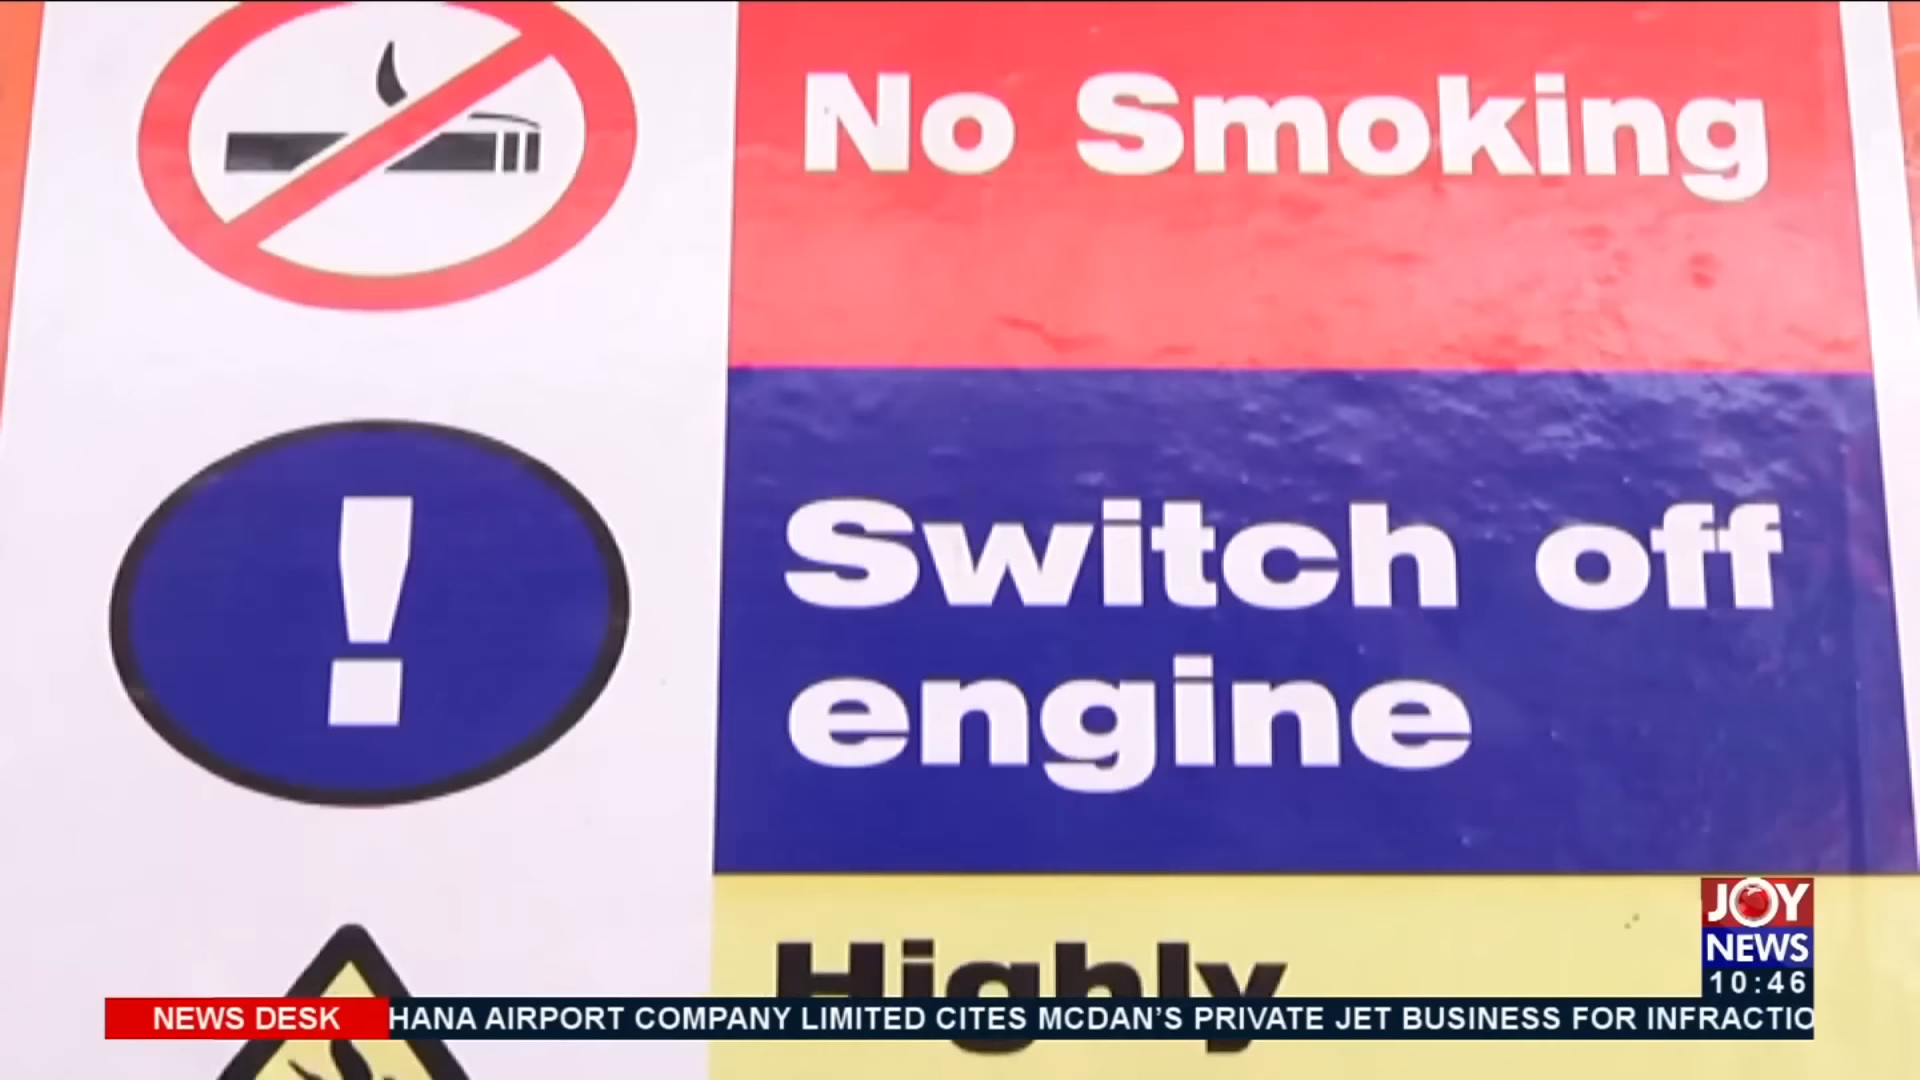 No Smoking
!
Switch off
engine
Highly
JOY
NEWS
10:46
NEWS DESK
HANA AIRPORT COMPANY LIMITED CITES MCDAN'S PRIVATE JET BUSINESS FOR INFRACTIO